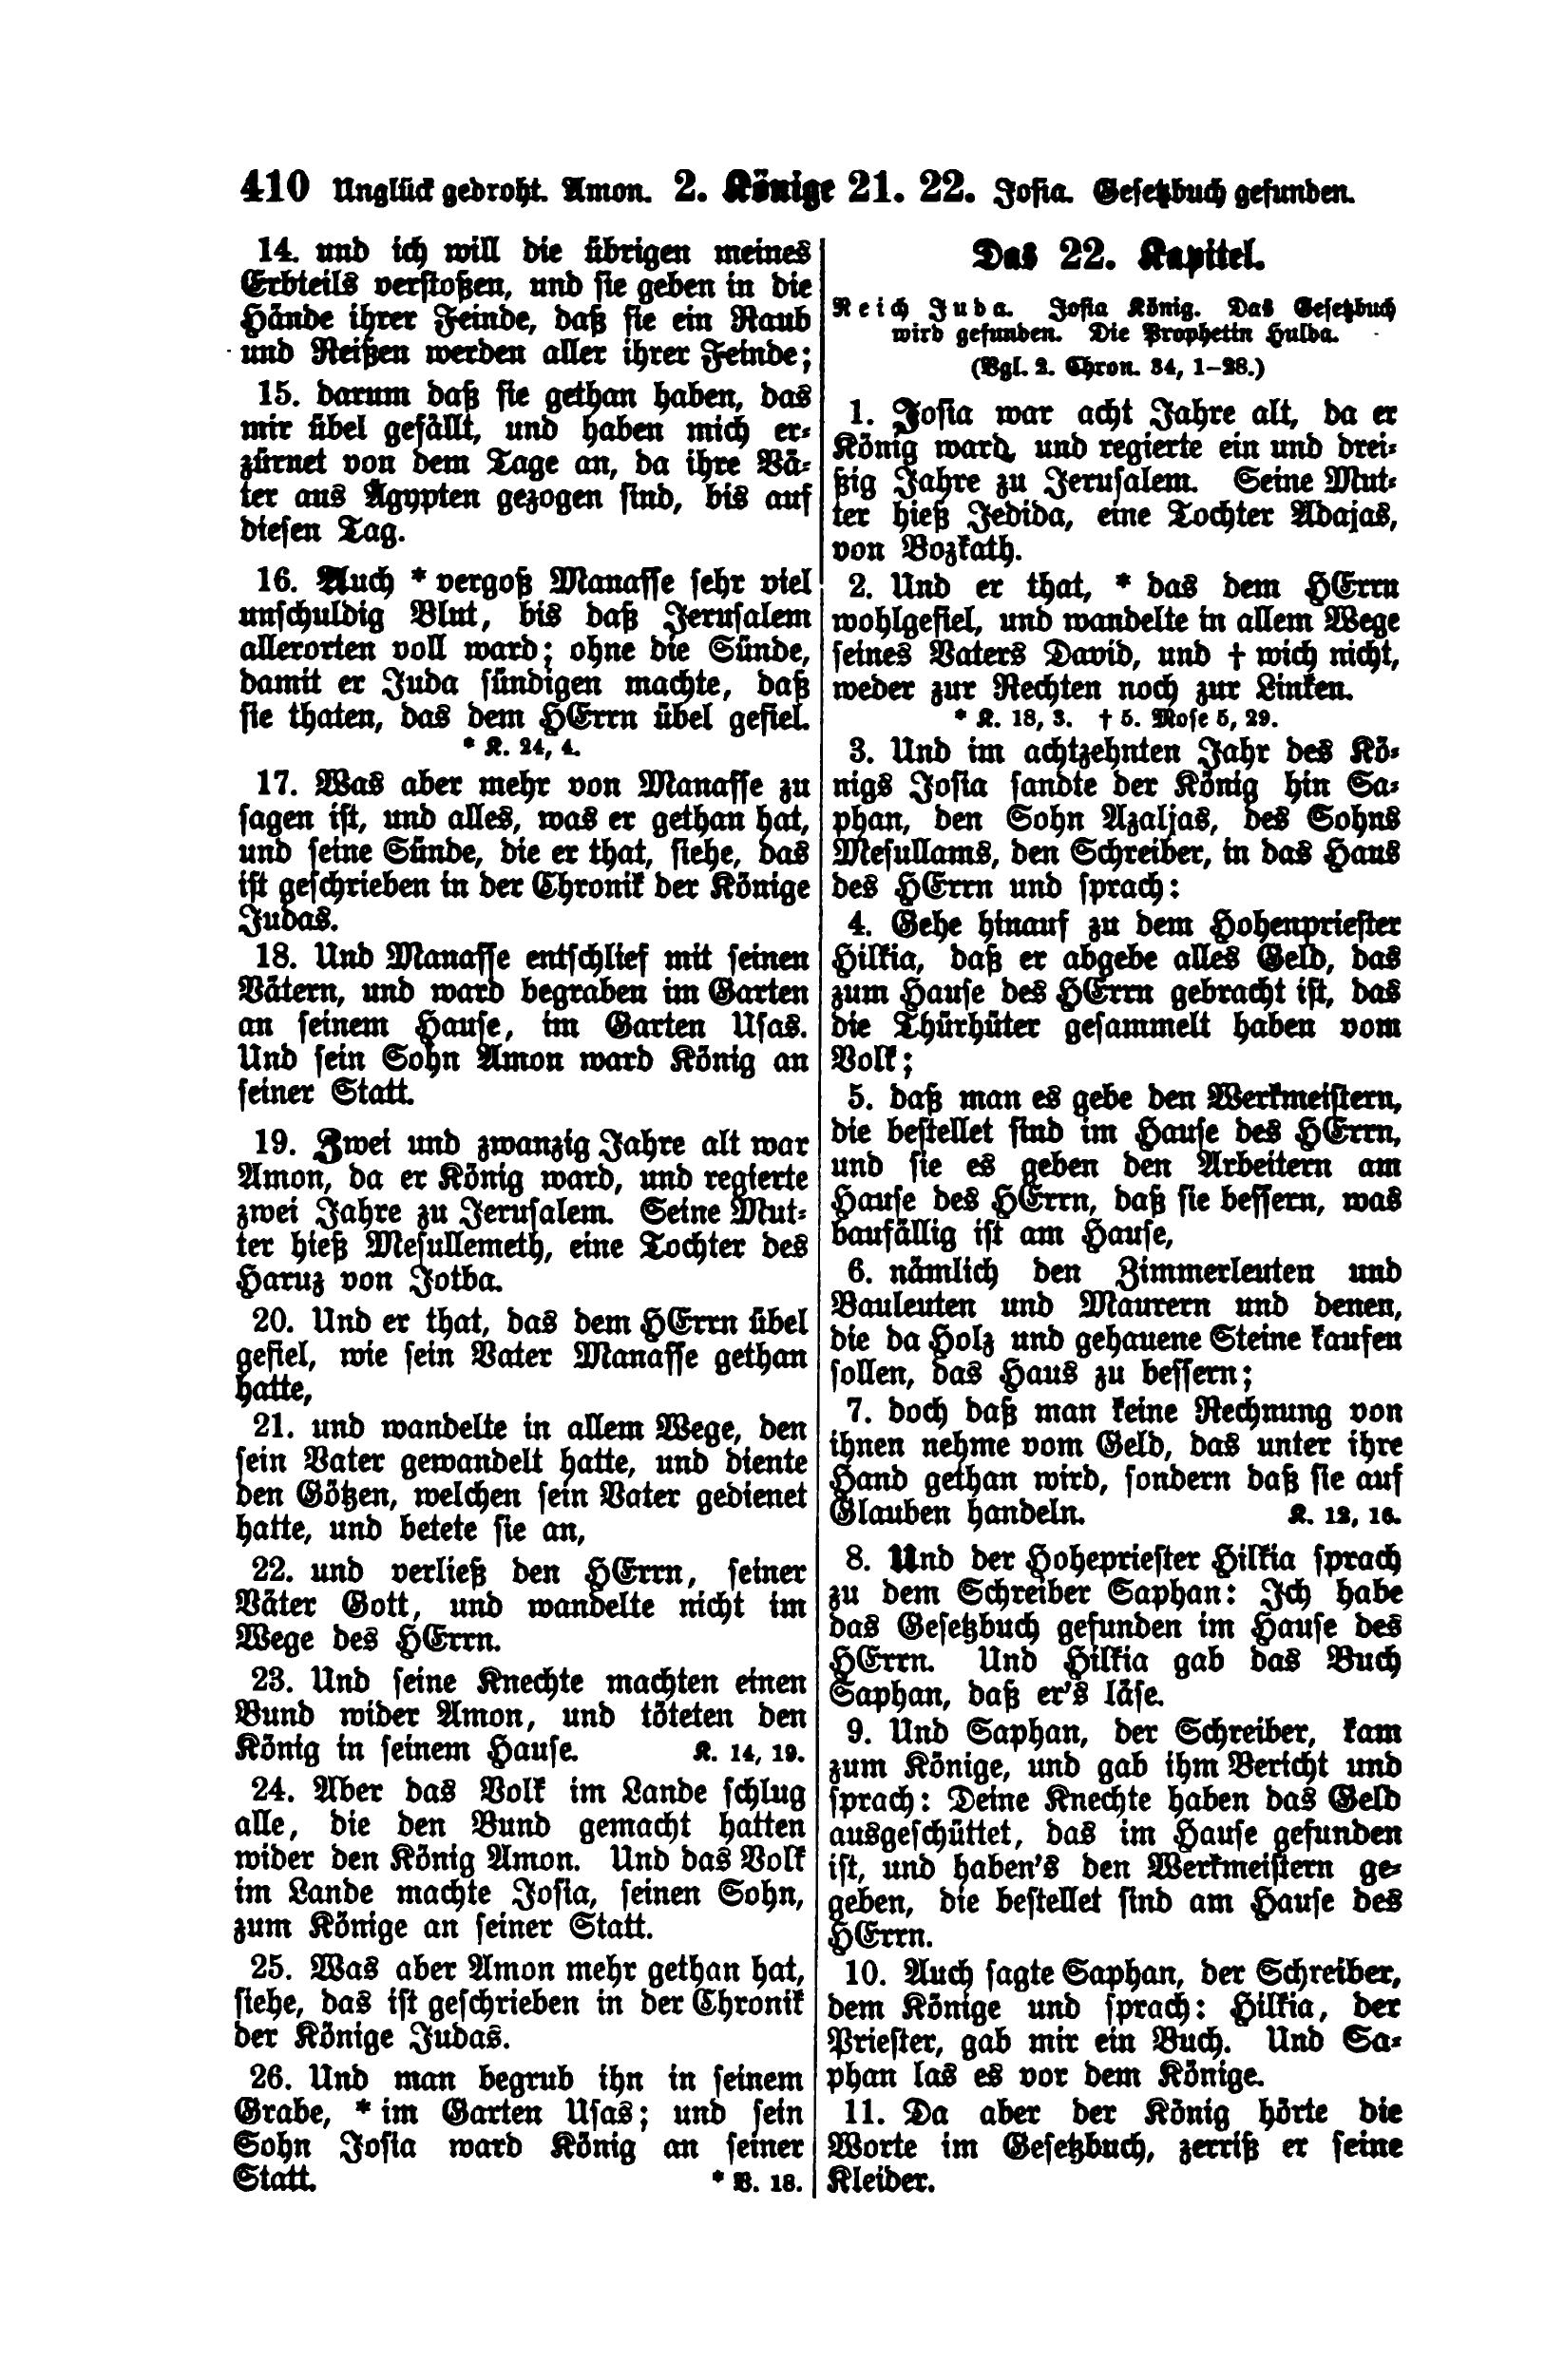 410 Unglück gedroht. Amon. 2. Könige 21. 22. Josia. Gesetzbuch gefunden.
14. und ich will die übrigen meines
Erbteils verstoßen, und sie geben in die
Hände ihrer Feinde, daß sie ein Raub
und Reißen werden aller ihrer Feinde;
15. darum daß sie gethan haben, das
mir übel gefällt, und haben mich er-
zürnet von dem Tage an, da ihre Vä-
ter aus Ägypten gezogen sind, bis auf
diesen Tag.
16. Auch * vergoß Manasse sehr viel
unschuldig Blut, bis daß Jerusalem
allerorten voll ward; ohne die Sünde,
damit er Juda sündigen machte, daß
sie thaten, das dem HErrn übel gefiel.
* K. 24, 4.
17. Was aber mehr von Manasse zu
sagen ist, und alles, was er gethan hat,
und seine Sünde, die er that, siehe, das
ist geschrieben in der Chronik der Könige
Judas.
18. Und Manasse entschlief mit seinen
Vätern, und ward begraben im Garten
an seinem Hause, im Garten Usas.
Und sein Sohn Amon ward König an
seiner Statt.
19. Zwei und zwanzig Jahre alt war
Amon, da er König ward, und regierte
zwei Jahre zu Jerusalem. Seine Mut-
ter hieß Mesullemeth, eine Tochter des
Haruz von Jotba.
20. Und er that, das dem HErrn übel
gefiel, wie sein Vater Manasse gethan
hatte,
21. und wandelte in allem Wege, den
sein Vater gewandelt hatte, und diente
den Götzen, welchen sein Vater gedienet
hatte, und betete sie an,
22. und verließ den HErrn, seiner
Väter Gott, und wandelte nicht im
Wege des HErrn.
23. Und seine Knechte machten einen
Bund wider Amon, und töteten den
König in seinem Hause. K. 14, 19.
24. Aber das Volk im Lande schlug
alle, die den Bund gemacht hatten
wider den König Amon. Und das Volk
im Lande machte Josia, seinen Sohn,
zum Könige an seiner Statt.
25. Was aber Amon mehr gethan hat,
siehe, das ist geschrieben in der Chronik
der Könige Judas.
26. Und man begrub ihn in seinem
Grabe, * im Garten Usas; und sein
Sohn Josia ward König an seiner
Statt. * V. 18.
Das 22. Kapitel.
Reich Juda. Josia König. Das Gesetzbuch
wird gefunden. Die Prophetin Hulda.
(Vgl. 2. Chron. 34, 1–28.)
1. Josia war acht Jahre alt, da er
König ward, und regierte ein und drei-
ßig Jahre zu Jerusalem. Seine Mut-
ter hieß Jedida, eine Tochter Adajas,
von Bozkath.
2. Und er that, * das dem HErrn
wohlgefiel, und wandelte in allem Wege
seines Vaters David, und † wich nicht,
weder zur Rechten noch zur Linken.
* K. 18, 3. † 5. Mose 5, 29.
3. Und im achtzehnten Jahr des Kö-
nigs Josia sandte der König hin Sa-
phan, den Sohn Azaljas, des Sohns
Mesullams, den Schreiber, in das Haus
des HErrn und sprach:
4. Gehe hinauf zu dem Hohenpriester
Hilkia, daß er abgebe alles Geld, das
zum Hause des HErrn gebracht ist, das
die Thürhüter gesammelt haben vom
Volk;
5. daß man es gebe den Werkmeistern,
die bestellet sind im Hause des HErrn,
und sie es geben den Arbeitern am
Hause des HErrn, daß sie bessern, was
baufällig ist am Hause,
6. nämlich den Zimmerleuten und
Bauleuten und Maurern und denen,
die da Holz und gehauene Steine kaufen
sollen, das Haus zu bessern;
7. doch daß man keine Rechnung von
ihnen nehme vom Geld, das unter ihre
Hand gethan wird, sondern daß sie auf
Glauben handeln. K. 12, 16.
8. Und der Hohepriester Hilkia sprach
zu dem Schreiber Saphan: Ich habe
das Gesetzbuch gefunden im Hause des
HErrn. Und Hilkia gab das Buch
Saphan, daß er's läse.
9. Und Saphan, der Schreiber, kam
zum Könige, und gab ihm Bericht und
sprach: Deine Knechte haben das Geld
ausgeschüttet, das im Hause gefunden
ist, und haben's den Werkmeistern ge-
geben, die bestellet sind am Hause des
HErrn.
10. Auch sagte Saphan, der Schreiber,
dem Könige und sprach: Hilkia, der
Priester, gab mir ein Buch. Und Sa-
phan las es vor dem Könige.
11. Da aber der König hörte die
Worte im Gesetzbuch, zerriß er seine
Kleider.